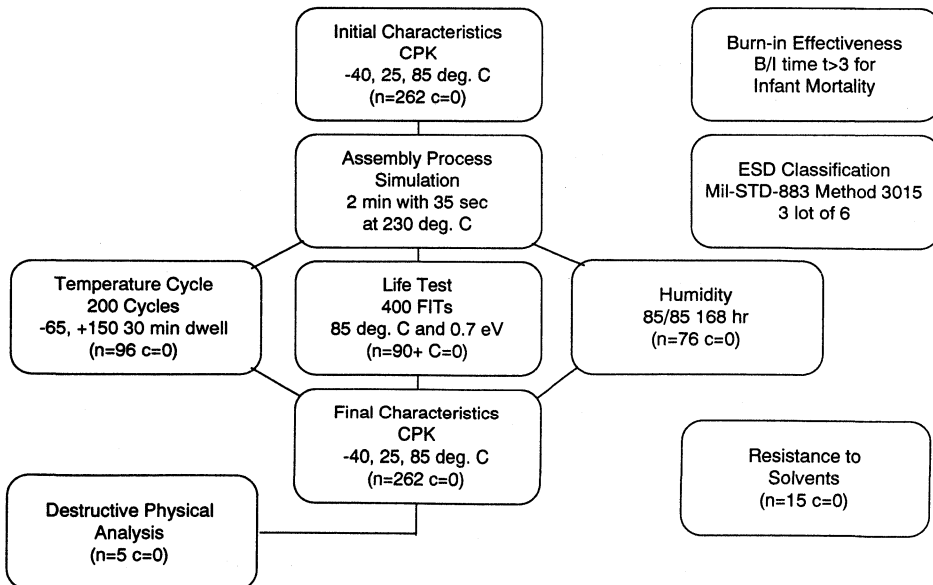 Initial Characteristics
CPK
-40, 25, 85 deg. C
(n=262 c=0)
Burn-in Effectiveness
B/I time t>3 for
Infant Mortality
Assembly Process
Simulation
2 min with 35 sec
at 230 deg. C
ESD Classification
Mil-STD-883 Method 3015
3 lot of 6
Temperature Cycle
200 Cycles
-65, +150 30 min dwell
(n=96 c=0)
Life Test
400 FITs
85 deg. C and 0.7 eV
(n=90+ C=0)
Humidity
85/85 168 hr
(n=76 c=0)
Final Characteristics
CPK
-40, 25, 85 deg. C
(n=262 c=0)
Resistance to
Solvents
(n=15 c=0)
Destructive Physical
Analysis
(n=5 c=0)